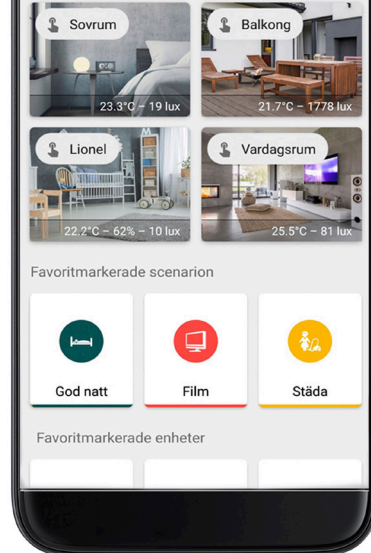 Sovrum
Balkong
23.3°C – 19 lux
21.7°C – 1778 lux
Lionel
Vardagsrum
22.2°C – 62% – 10 lux
25.5°C – 81 lux
Favoritmarkerade scenarion
God natt
Film
Städa
Favoritmarkerade enheter